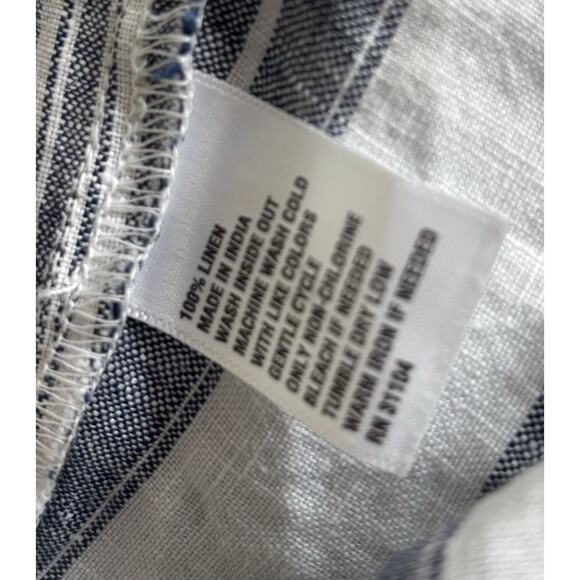 100% LINEN
MADE IN INDIA
WASH INSIDE OUT
MACHINE WASH COLD
WITH LIKE COLORS
GENTLE CYCLE
ONLY NON-CHLORINE
BLEACH IF NEEDED
TUMBLE DRY LOW
WARM IRON IF NEEDED
RN 31104